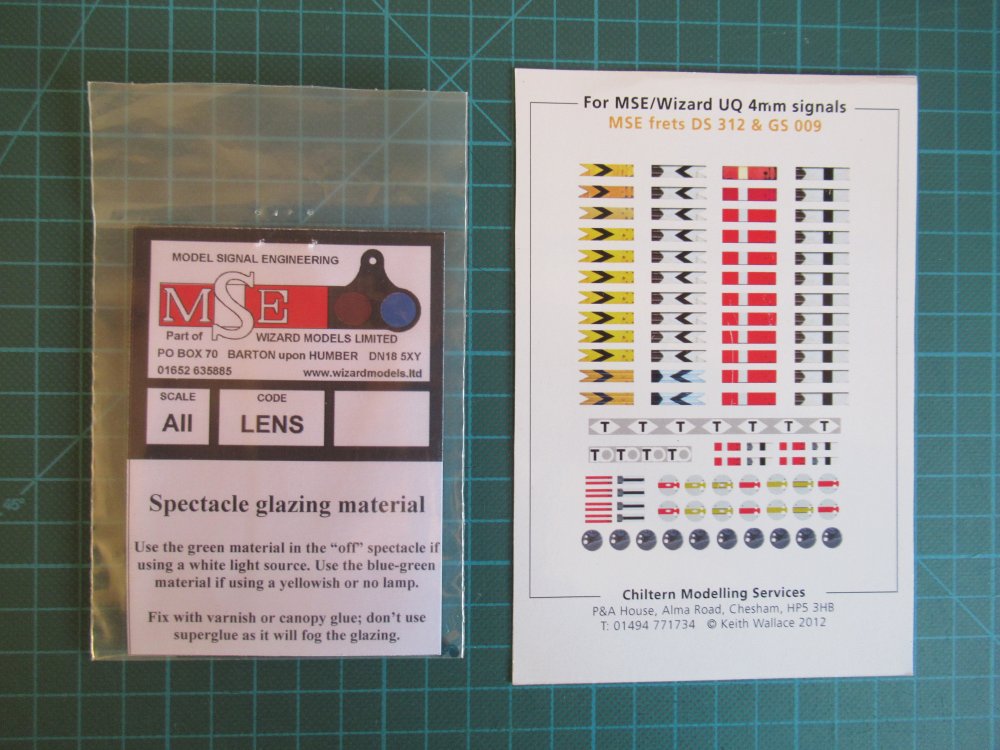 MODEL SIGNAL ENGINEERING
MSE
Part of WIZARD MODELS LIMITED
PO BOX 70 BARTON upon HUMBER DN18 5XY
01652 635885 www.wizardmodels.ltd
SCALE
All
CODE
LENS
Spectacle glazing material
Use the green material in the “off” spectacle if
using a white light source. Use the blue-green
material if using a yellowish or no lamp.
Fix with varnish or canopy glue; don’t use
superglue as it will fog the glazing.
For MSE/Wizard UQ 4mm signals
MSE frets DS 312 & GS 009
T T T T T T
T T T T
Chiltern Modelling Services
P&A House, Alma Road, Chesham, HP5 3HB
T: 01494 771734 © Keith Wallace 2012
45°